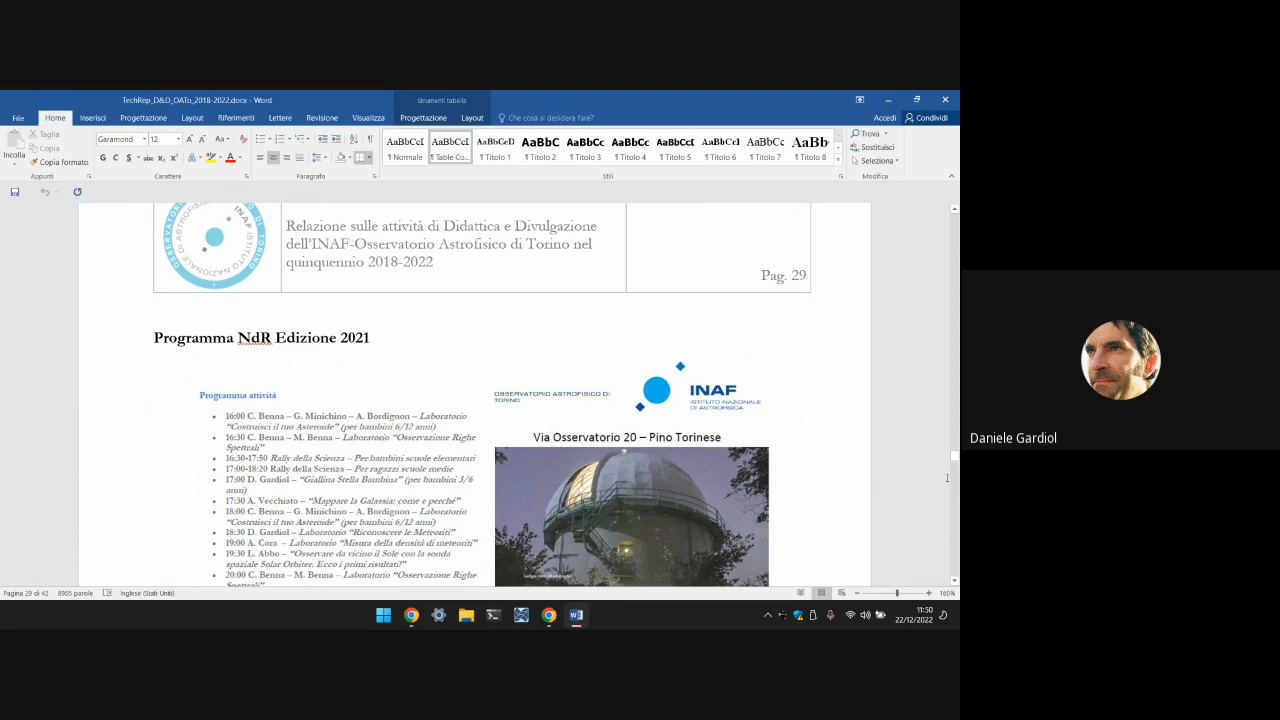 TechRep_D&D_OATo_2018-2022.docx - Word
Strumenti tabella
File Home Inserisci Progettazione Layout Riferimenti Lettere Revisione Visualizza Progettazione Layout Che cosa si desidera fare? Accedi Condividi
Incolla
Taglia
Copia
Copia formato
Appunti
Garamond 12
Carattere
Paragrafo
AaBbCcI AaBbCcI AaBbCcD AaBbC AaBbCc AaBbCc AaBbCcI AaBbCcI AaBbCc AaBb
¶ Normale ¶ Table Co... ¶ Titolo 1 ¶ Titolo 2 ¶ Titolo 3 ¶ Titolo 4 ¶ Titolo 5 ¶ Titolo 6 ¶ Titolo 7 ¶ Titolo 8
Stili
Trova
Sostituisci
Seleziona
Modifica
INAF ISTITUTO NAZIONALE DI ASTROFISICA
Relazione sulle attività di Didattica e Divulgazione
dell'INAF-Osservatorio Astrofisico di Torino nel
quinquennio 2018-2022
Pag. 29
Programma NdR Edizione 2021
Programma attività
16:00 C. Benna – G. Minichino – A. Bordignon – Laboratorio
“Costruisci il tuo Asteroide” (per bambini 6/12 anni)
16:30 C. Benna – M. Benna – Laboratorio “Osservazione Righe
Spettrali”
16:30-17:50 Rally della Scienza – Per bambini scuole elementari
17:00-18:20 Rally della Scienza – Per ragazzi scuole medie
17:00 D. Gardiol – “Giallina Stella Bambina” (per bambini 3/6
anni)
17:30 A. Vecchiato – “Mappare la Galassia: come e perché”
18:00 C. Benna – G. Minichino – A. Bordignon – Laboratorio
“Costruisci il tuo Asteroide” (per bambini 6/12 anni)
18:30 D. Gardiol – Laboratorio “Riconoscere le Meteoriti”
19:00 A. Cora – Laboratorio “Misura della densità di meteoriti”
19:30 L. Abbo – “Osservare da vicino il Sole con la sonda
spaziale Solar Orbiter. Ecco i primi risultati!”
20:00 C. Benna – M. Benna – Laboratorio “Osservazione Righe
Spettrali”
OSSERVATORIO ASTROFISICO DI
TORINO
INAF
ISTITUTO NAZIONALE
DI ASTROFISICA
Via Osservatorio 20 – Pino Torinese
Pagina 29 di 42 8905 parole Inglese (Stati Uniti) 160%
11:50
22/12/2022
Daniele Gardiol